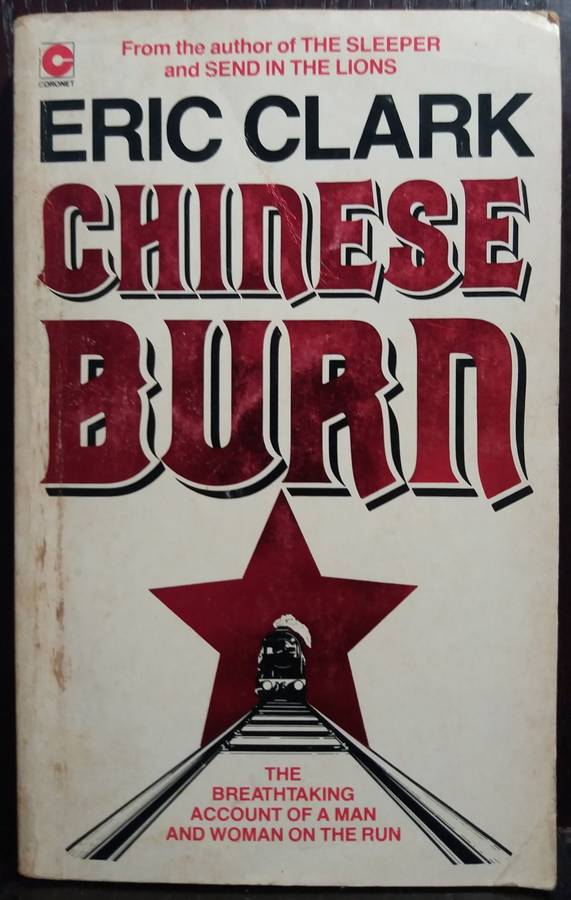 From the author of THE SLEEPER
and SEND IN THE LIONS
CORONET
ERIC CLARK
CHINESE
BURN
THE
BREATHTAKING
ACCOUNT OF A MAN
AND WOMAN ON THE RUN